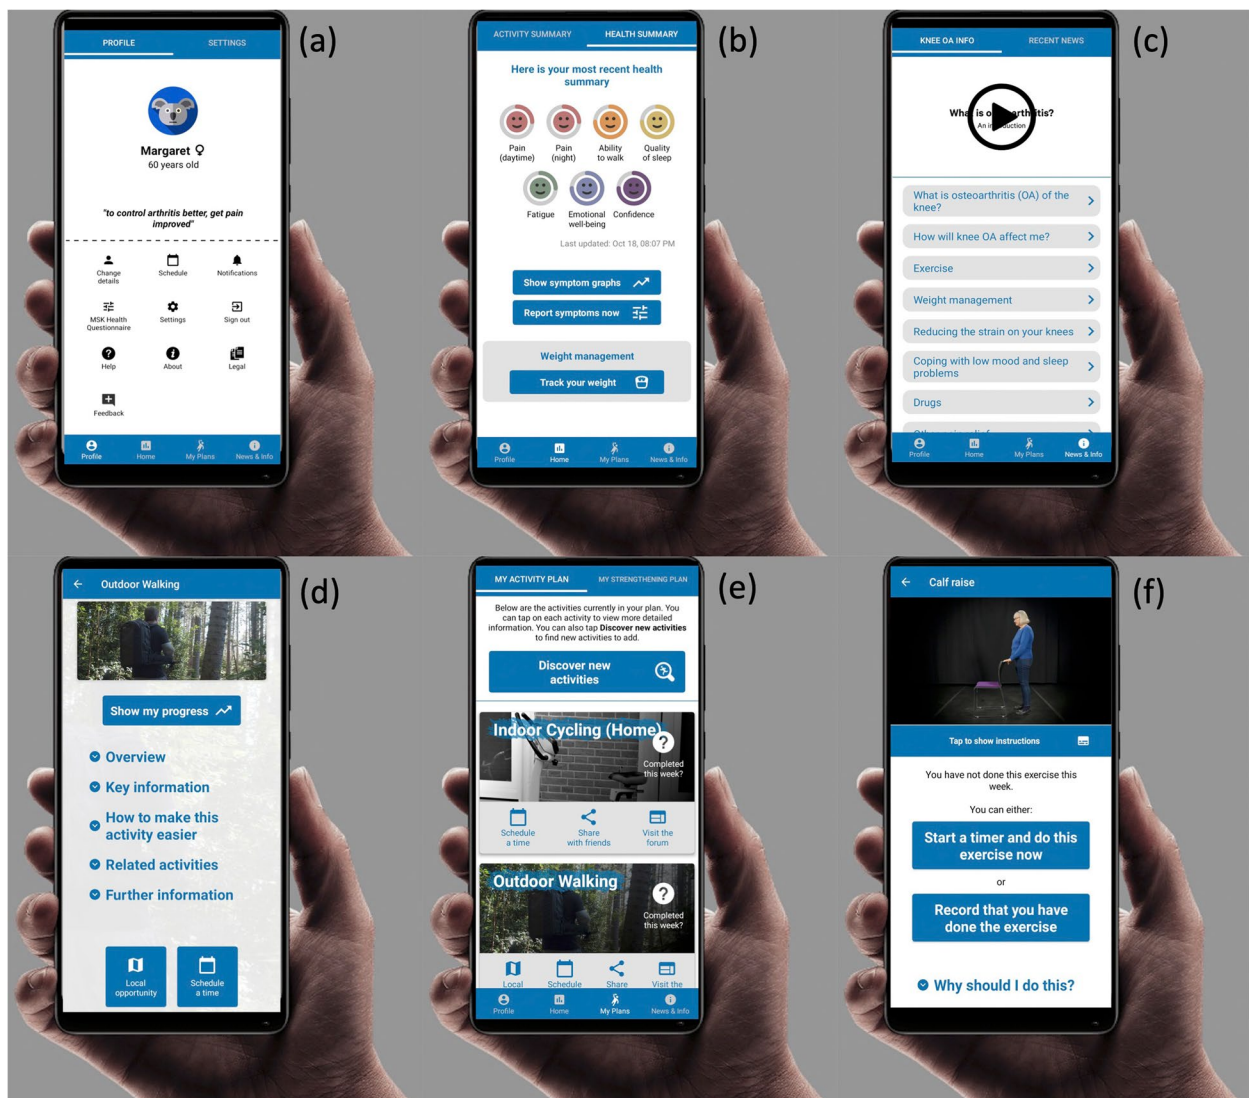 PROFILE SETTINGS
(a)
Margaret ♀
60 years old
"to control arthritis better, get pain
improved"
Change
details
Schedule
Notifications
MSK Health
Questionnaire
Settings
Sign out
Help
About
Legal
Feedback
Profile Home My Plans News & Info
ACTIVITY SUMMARY HEALTH SUMMARY
(b)
Here is your most recent health
summary
Pain
(daytime)
Pain
(night)
Ability
to walk
Quality
of sleep
Fatigue
Emotional
well-being
Confidence
Last updated: Oct 18, 08:07 PM
Show symptom graphs
Report symptoms now
Weight management
Track your weight
Profile Home My Plans News & Info
KNEE OA INFO RECENT NEWS
(c)
What is osteoarthritis?
An introduction
What is osteoarthritis (OA) of the
knee?
How will knee OA affect me?
Exercise
Weight management
Reducing the strain on your knees
Coping with low mood and sleep
problems
Drugs
Profile Home My Plans News & Info
Outdoor Walking
(d)
Show my progress
Overview
Key information
How to make this
activity easier
Related activities
Further information
Local
opportunity
Schedule
a time
MY ACTIVITY PLAN MY STRENGTHENING PLAN
(e)
Below are the activities currently in your plan. You
can tap on each activity to view more detailed
information. You can also tap Discover new activities
to find new activities to add.
Discover new
activities
Indoor Cycling (Home)
Completed
this week?
Schedule
a time
Share
with friends
Visit the
forum
Outdoor Walking
Completed
this week?
Local Schedule Share Visit the
Profile Home My Plans News & Info
Calf raise
(f)
Tap to show instructions
You have not done this exercise this
week.
You can either:
Start a timer and do this
exercise now
or
Record that you have
done the exercise
Why should I do this?